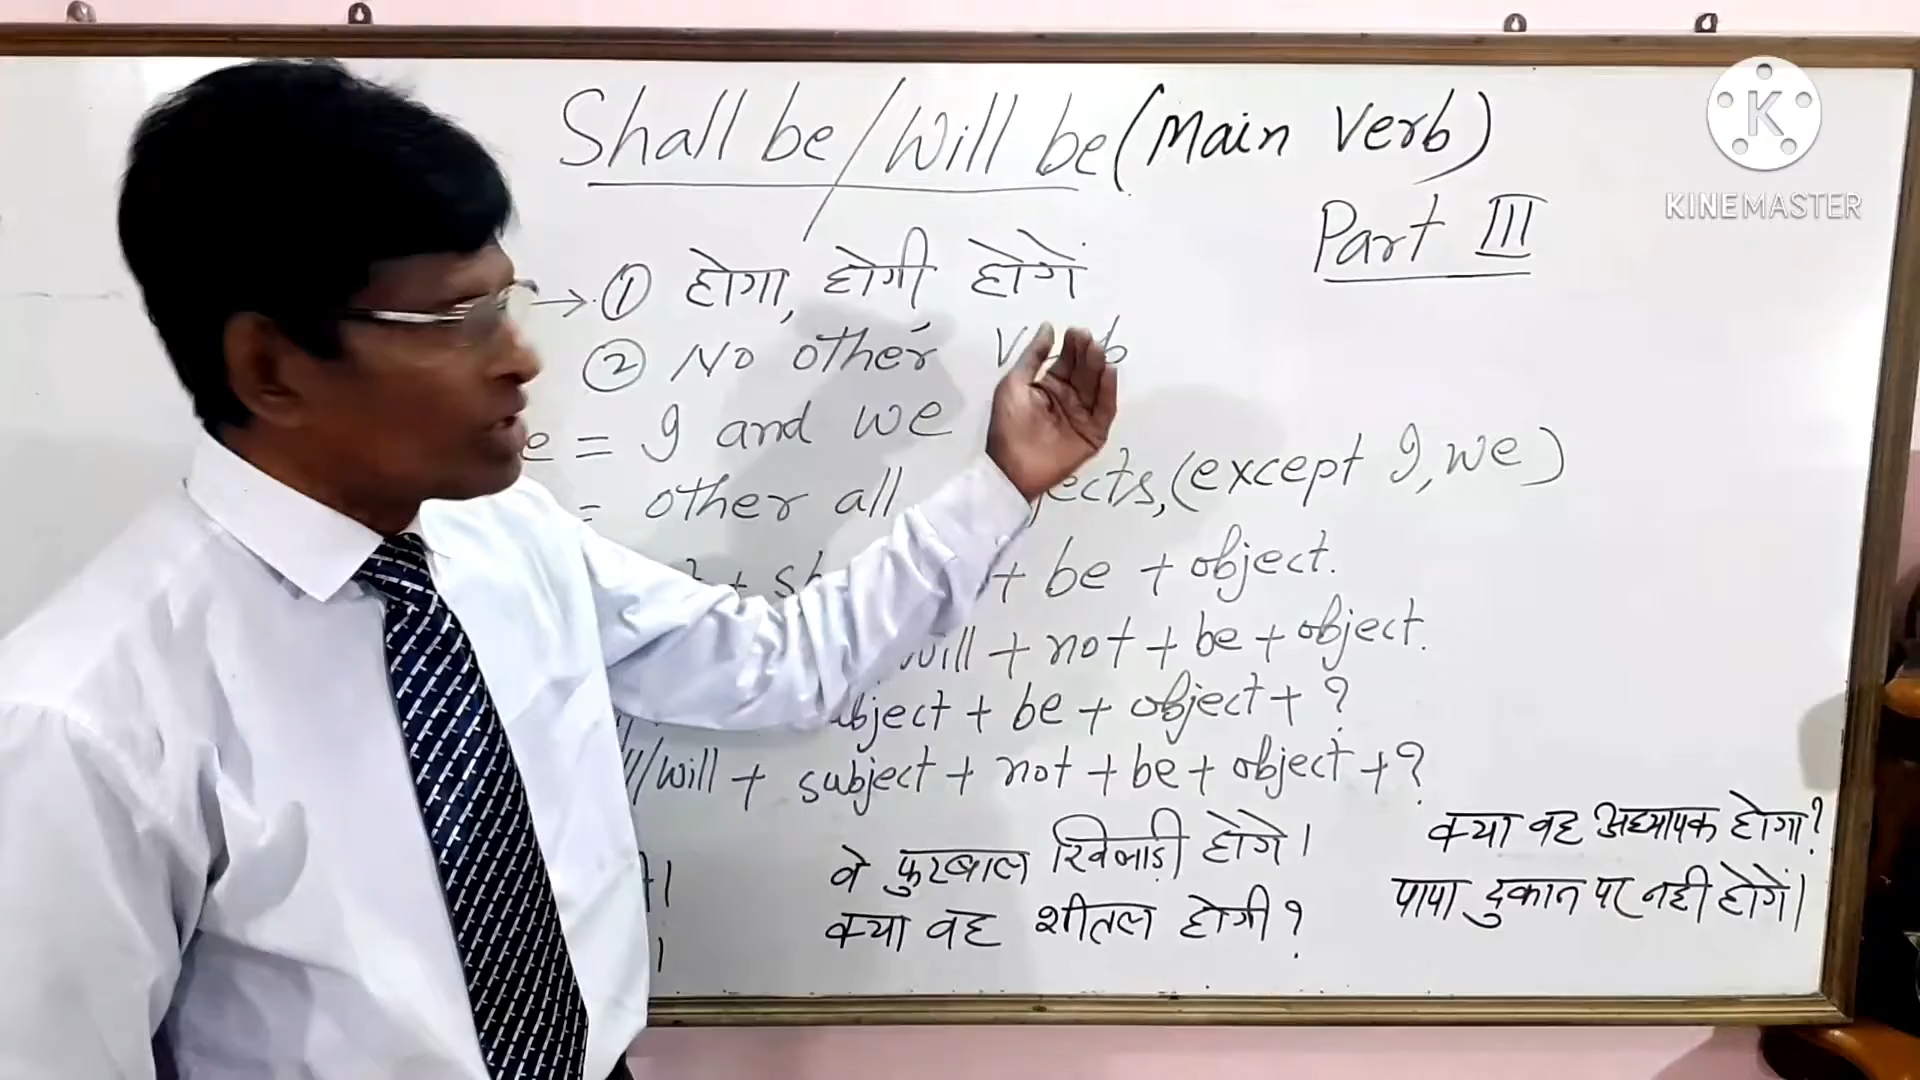 Shall be/Will be (Main Verb)
Part III
→ ① होगा, होगी होगें
② No other
= I and we
= other all (except I, we)
+ be + object.
will + not + be + object.
+ be + object + ?
/will + subject + not + be + object + ?
वे फुटबाल खिलाड़ी होगे।
क्या वह शीतल होगी?
क्या वह अध्यापक होगा?
पापा दुकान पर नही होगें।
K
KINEMASTER